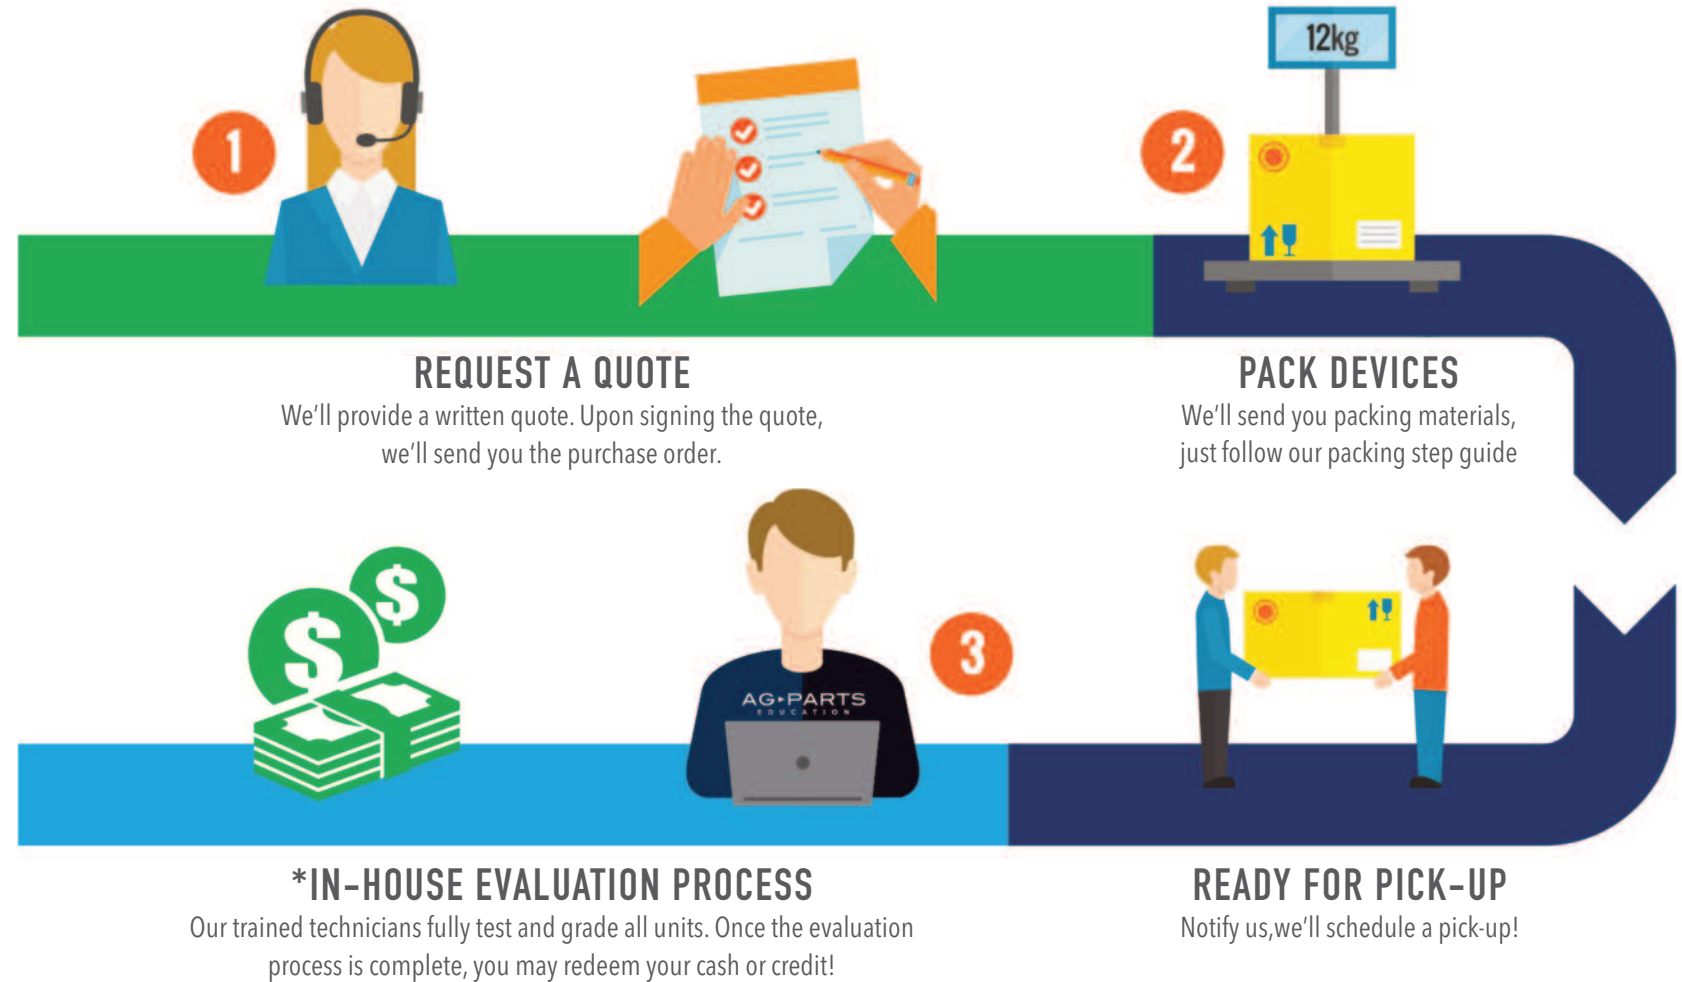 1
2
12kg
REQUEST A QUOTE
We'll provide a written quote. Upon signing the quote,
we'll send you the purchase order.
PACK DEVICES
We'll send you packing materials,
just follow our packing step guide
$
$
AG▸PARTS
EDUCATION
3
*IN-HOUSE EVALUATION PROCESS
Our trained technicians fully test and grade all units. Once the evaluation
process is complete, you may redeem your cash or credit!
READY FOR PICK-UP
Notify us,we'll schedule a pick-up!